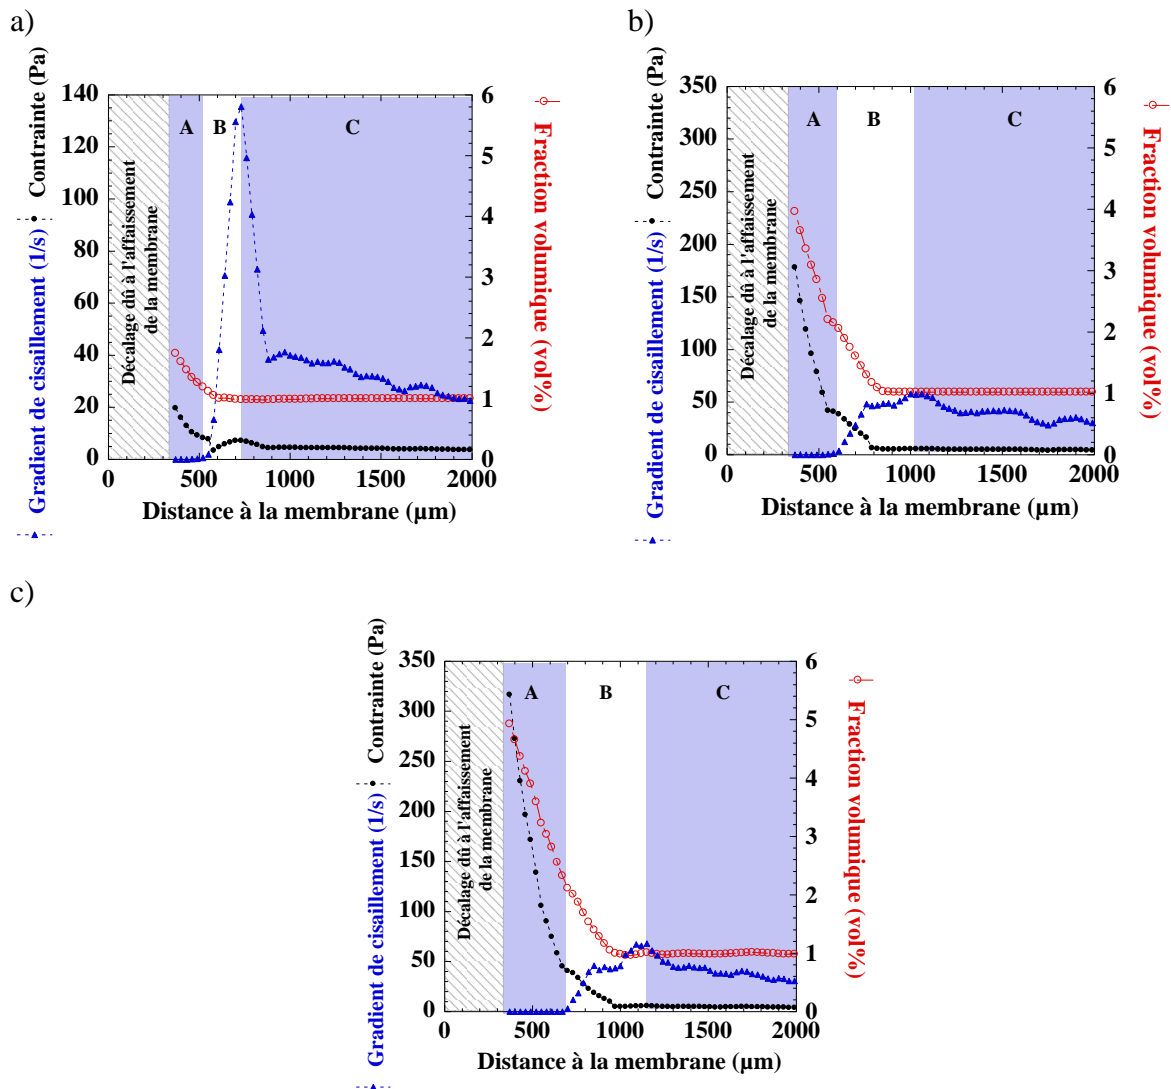 a)
Contrainte (Pa)
Gradient de cisaillement (1/s)
140
120
100
80
60
40
20
0
Décalage dû à l'affaissement
de la membrane
A
B
C
6
5
4
3
2
1
0
Fraction volumique (vol%)
0
500
1000
1500
2000
Distance à la membrane (µm)
b)
Contrainte (Pa)
Gradient de cisaillement (1/s)
350
300
250
200
150
100
50
0
Décalage dû à l'affaissement
de la membrane
A
B
C
6
5
4
3
2
1
0
Fraction volumique (vol%)
0
500
1000
1500
2000
Distance à la membrane (µm)
c)
Contrainte (Pa)
Gradient de cisaillement (1/s)
350
300
250
200
150
100
50
0
Décalage dû à l'affaissement
de la membrane
A
B
C
6
5
4
3
2
1
0
Fraction volumique (vol%)
0
500
1000
1500
2000
Distance à la membrane (µm)